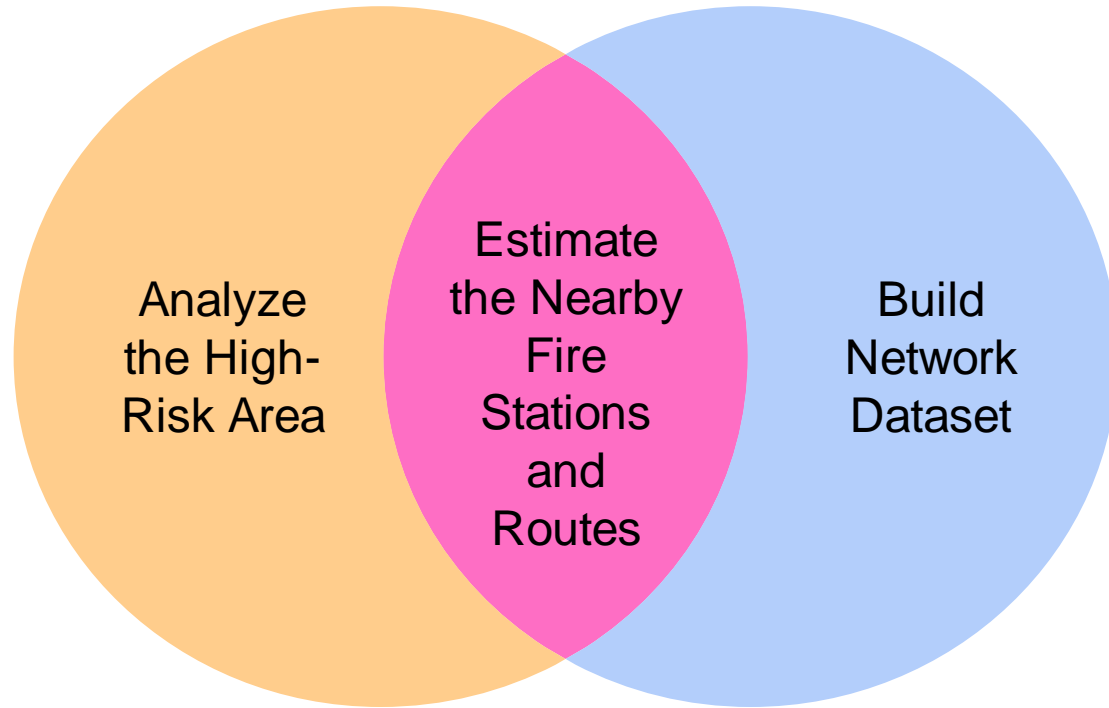 Analyze
the High-
Risk Area
Estimate
the Nearby
Fire
Stations
and
Routes
Build
Network
Dataset